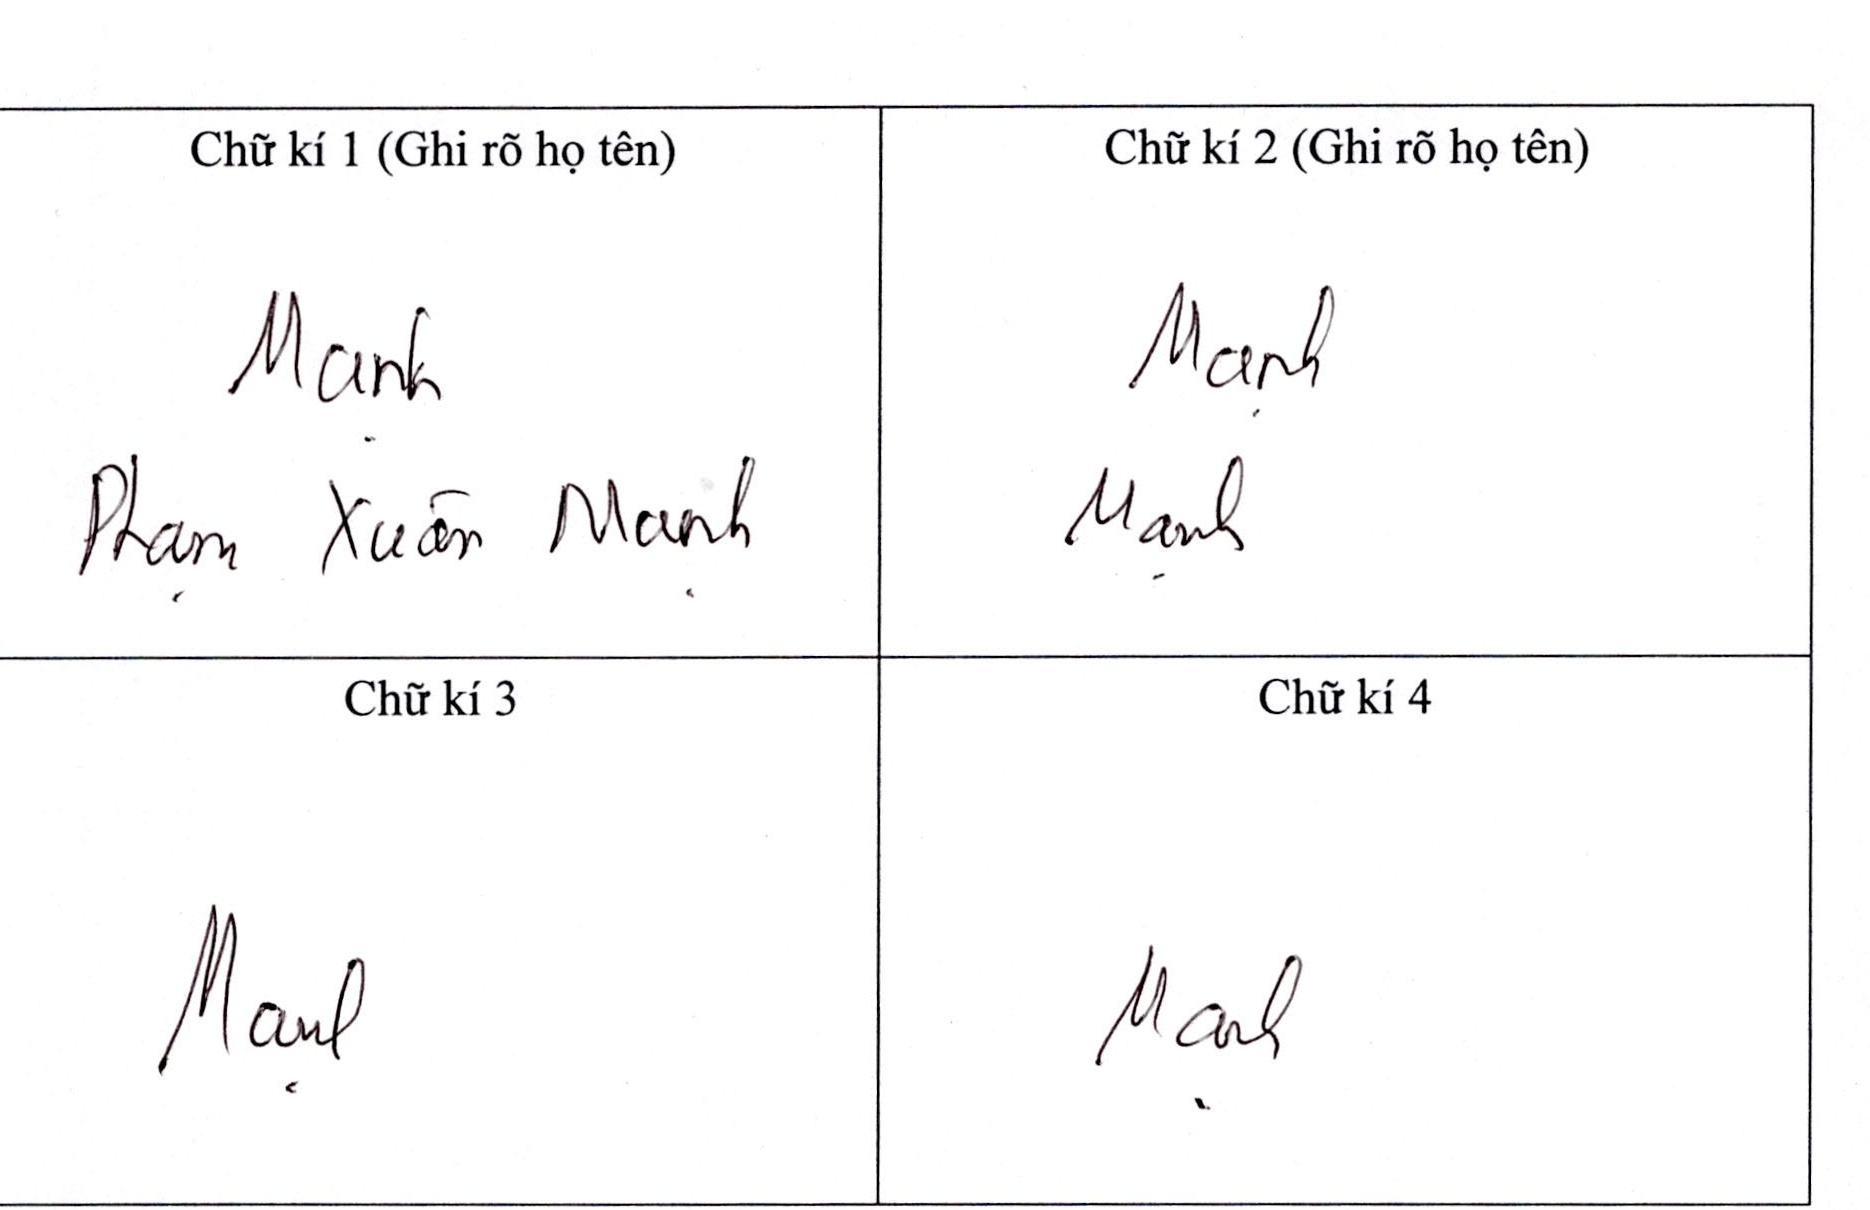 Chữ kí 1 (Ghi rõ họ tên)
Mạnh
Phạm Xuân Mạnh
Chữ kí 2 (Ghi rõ họ tên)
Mạnh
Mạnh
Chữ kí 3
Mạnh
Chữ kí 4
Mạnh